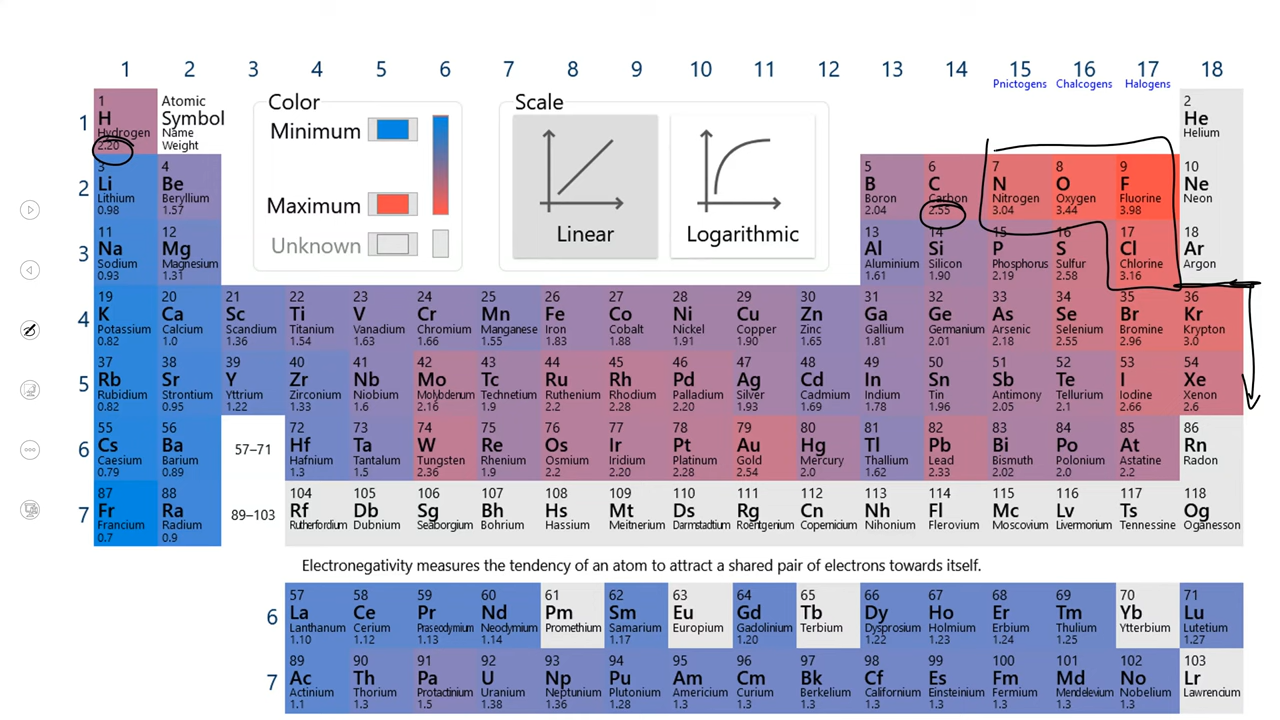 1 2 3 4 5 6 7 8 9 10 11 12 13 14 15 16 17 18
Pnictogens Chalcogens Halogens
Color
Minimum
Maximum
Unknown
Scale
Linear
Logarithmic
Atomic
Symbol
Name
Weight
1
1 H Hydrogen 2.20
2 He Helium
2
3 Li Lithium 0.98
4 Be Beryllium 1.57
5 B Boron 2.04
6 C Carbon 2.55
7 N Nitrogen 3.04
8 O Oxygen 3.44
9 F Fluorine 3.98
10 Ne Neon
3
11 Na Sodium 0.93
12 Mg Magnesium 1.31
13 Al Aluminium 1.61
14 Si Silicon 1.90
15 P Phosphorus 2.19
16 S Sulfur 2.58
17 Cl Chlorine 3.16
18 Ar Argon
4
19 K Potassium 0.82
20 Ca Calcium 1.0
21 Sc Scandium 1.36
22 Ti Titanium 1.54
23 V Vanadium 1.63
24 Cr Chromium 1.66
25 Mn Manganese 1.55
26 Fe Iron 1.83
27 Co Cobalt 1.88
28 Ni Nickel 1.91
29 Cu Copper 1.90
30 Zn Zinc 1.65
31 Ga Gallium 1.81
32 Ge Germanium 2.01
33 As Arsenic 2.18
34 Se Selenium 2.55
35 Br Bromine 2.96
36 Kr Krypton 3.0
5
37 Rb Rubidium 0.82
38 Sr Strontium 0.95
39 Y Yttrium 1.22
40 Zr Zirconium 1.33
41 Nb Niobium 1.6
42 Mo Molybdenum 2.16
43 Tc Technetium 1.9
44 Ru Ruthenium 2.2
45 Rh Rhodium 2.28
46 Pd Palladium 2.20
47 Ag Silver 1.93
48 Cd Cadmium 1.69
49 In Indium 1.78
50 Sn Tin 1.96
51 Sb Antimony 2.05
52 Te Tellurium 2.1
53 I Iodine 2.66
54 Xe Xenon 2.6
6
55 Cs Caesium 0.79
56 Ba Barium 0.89
57–71
72 Hf Hafnium 1.3
73 Ta Tantalum 1.5
74 W Tungsten 2.36
75 Re Rhenium 1.9
76 Os Osmium 2.2
77 Ir Iridium 2.20
78 Pt Platinum 2.28
79 Au Gold 2.54
80 Hg Mercury 2.0
81 Tl Thallium 1.62
82 Pb Lead 2.33
83 Bi Bismuth 2.02
84 Po Polonium 2.0
85 At Astatine 2.2
86 Rn Radon
7
87 Fr Francium 0.7
88 Ra Radium 0.9
89–103
104 Rf Rutherfordium
105 Db Dubnium
106 Sg Seaborgium
107 Bh Bohrium
108 Hs Hassium
109 Mt Meitnerium
110 Ds Darmstadtium
111 Rg Roentgenium
112 Cn Copernicium
113 Nh Nihonium
114 Fl Flerovium
115 Mc Moscovium
116 Lv Livermorium
117 Ts Tennessine
118 Og Oganesson
Electronegativity measures the tendency of an atom to attract a shared pair of electrons towards itself.
6
57 La Lanthanum 1.10
58 Ce Cerium 1.12
59 Pr Praseodymium 1.13
60 Nd Neodymium 1.14
61 Pm Promethium
62 Sm Samarium 1.17
63 Eu Europium
64 Gd Gadolinium 1.20
65 Tb Terbium
66 Dy Dysprosium 1.22
67 Ho Holmium 1.23
68 Er Erbium 1.24
69 Tm Thulium 1.25
70 Yb Ytterbium
71 Lu Lutetium 1.27
7
89 Ac Actinium 1.1
90 Th Thorium 1.3
91 Pa Protactinium 1.5
92 U Uranium 1.38
93 Np Neptunium 1.36
94 Pu Plutonium 1.28
95 Am Americium 1.3
96 Cm Curium 1.3
97 Bk Berkelium 1.3
98 Cf Californium 1.3
99 Es Einsteinium 1.3
100 Fm Fermium 1.3
101 Md Mendelevium 1.3
102 No Nobelium 1.3
103 Lr Lawrencium